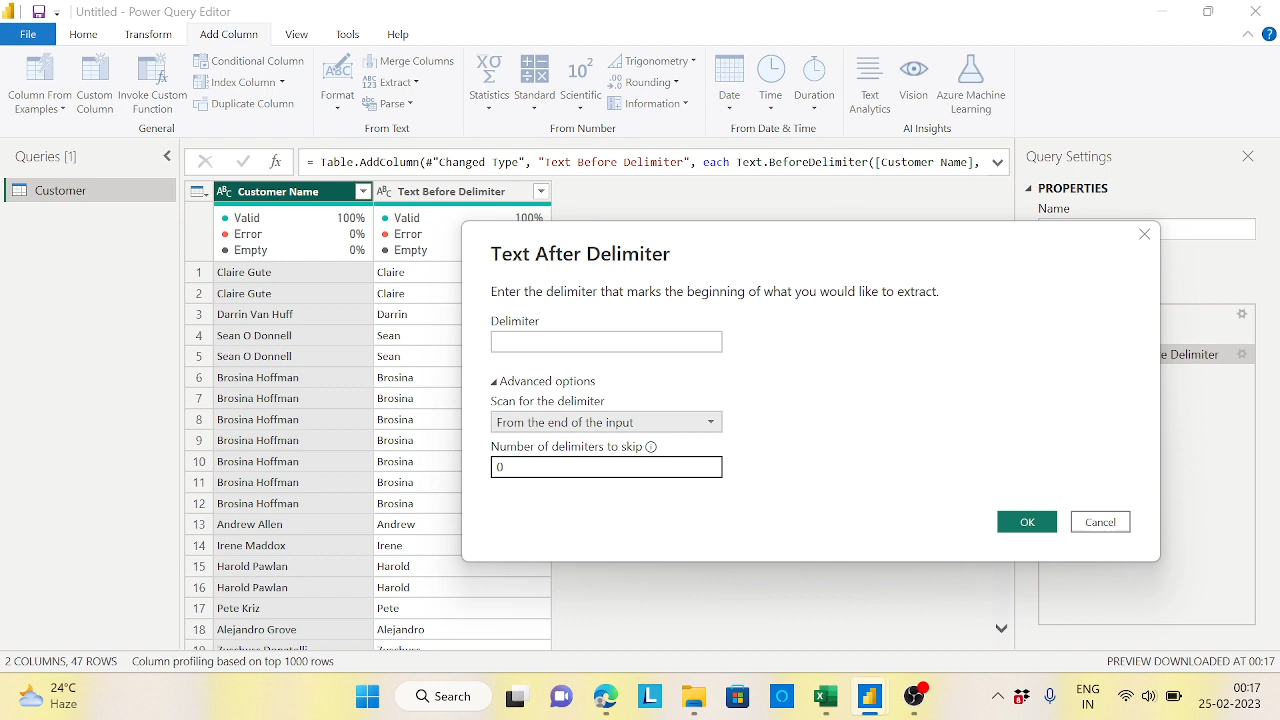 Untitled - Power Query Editor
File Home Transform Add Column View Tools Help
Column From Examples
Custom Column
Invoke Custom Function
Conditional Column
Index Column
Duplicate Column
General
Format
Merge Columns
Extract
Parse
From Text
Statistics
Standard
Scientific
Trigonometry
Rounding
Information
From Number
Date
Time
Duration
From Date & Time
Text Analytics
Vision
Azure Machine Learning
AI Insights
Queries [1]
Customer
= Table.AddColumn(#"Changed Type", "Text Before Delimiter", each Text.BeforeDelimiter([Customer Name],
Customer Name Text Before Delimiter
Valid 100% Valid 100%
Error 0% Error
Empty 0% Empty
1 Claire Gute Claire
2 Claire Gute Claire
3 Darrin Van Huff Darrin
4 Sean O Donnell Sean
5 Sean O Donnell Sean
6 Brosina Hoffman Brosina
7 Brosina Hoffman Brosina
8 Brosina Hoffman Brosina
9 Brosina Hoffman Brosina
10 Brosina Hoffman Brosina
11 Brosina Hoffman Brosina
12 Brosina Hoffman Brosina
13 Andrew Allen Andrew
14 Irene Maddox Irene
15 Harold Pawlan Harold
16 Harold Pawlan Harold
17 Pete Kriz Pete
18 Alejandro Grove Alejandro
Text After Delimiter
Enter the delimiter that marks the beginning of what you would like to extract.
Delimiter
Advanced options
Scan for the delimiter
From the end of the input
Number of delimiters to skip
0
OK Cancel
Query Settings
PROPERTIES
Name
e Delimiter
2 COLUMNS, 47 ROWS Column profiling based on top 1000 rows
PREVIEW DOWNLOADED AT 00:17
24°C
Haze
Search
ENG
IN
00:17
25-02-2023